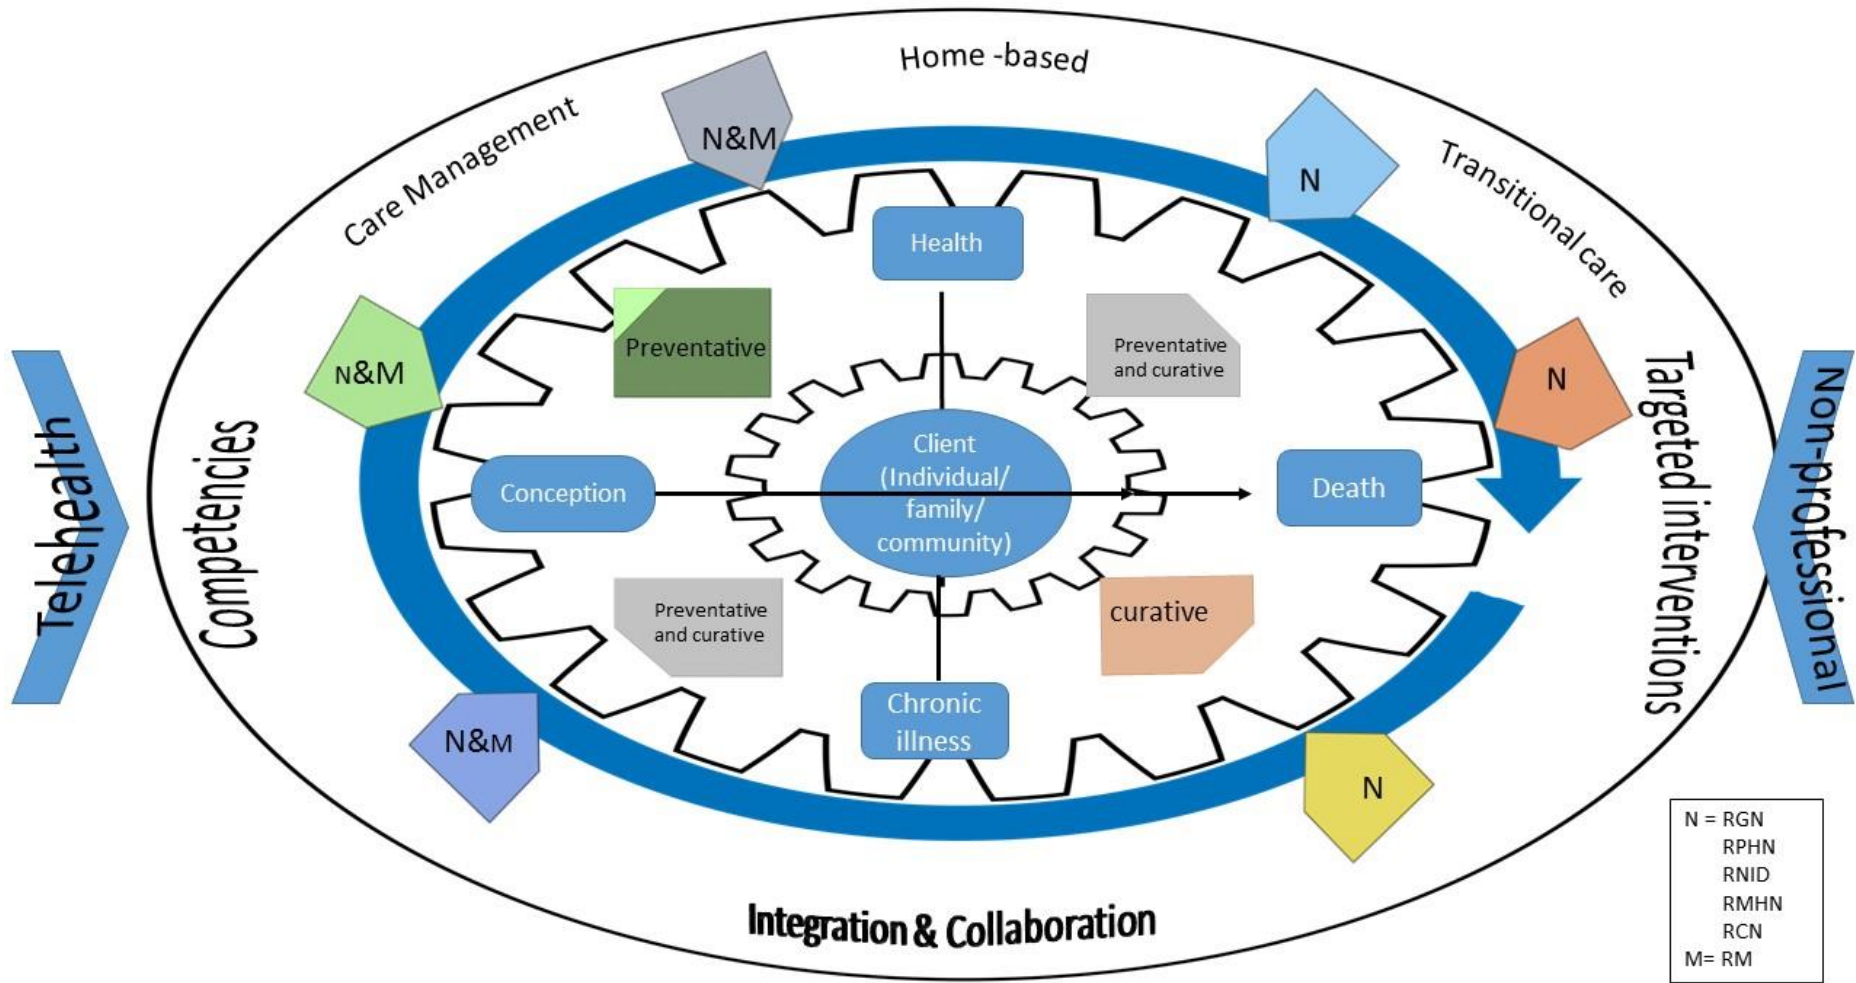 Home -based
Care Management
Transitional care
N&M
N
Health
Preventative
Preventative
and curative
N&M
N
Telehealth
Competencies
Conception
Client
(Individual/
family/
community)
Death
Targeted interventions
Non-professional
Preventative
and curative
curative
Chronic
illness
N&M
N
Integration & Collaboration
N = RGN
RPHN
RNID
RMHN
RCN
M= RM